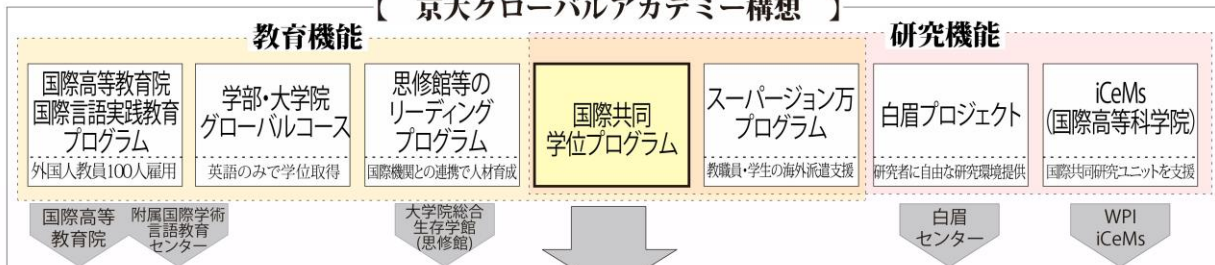 【 京大グローバルアカデミー構想 】
教育機能
研究機能
国際高等教育院
国際言語実践教育
プログラム
外国人教員100人雇用
学部・大学院
グローバルコース
英語のみで学位取得
思修館等の
リーディング
プログラム
国際機関との連携で人材育成
国際共同
学位プログラム
スーパージョン万
プログラム
教職員・学生の海外派遣支援
白眉プロジェクト
研究者に自由な研究環境提供
iCeMs
(国際高等科学院)
国際共同研究ユニットを支援
国際高等
教育院
附属国際学術
言語教育
センター
大学院総合
生存学館
(思修館)
白眉
センター
WPI
iCeMs